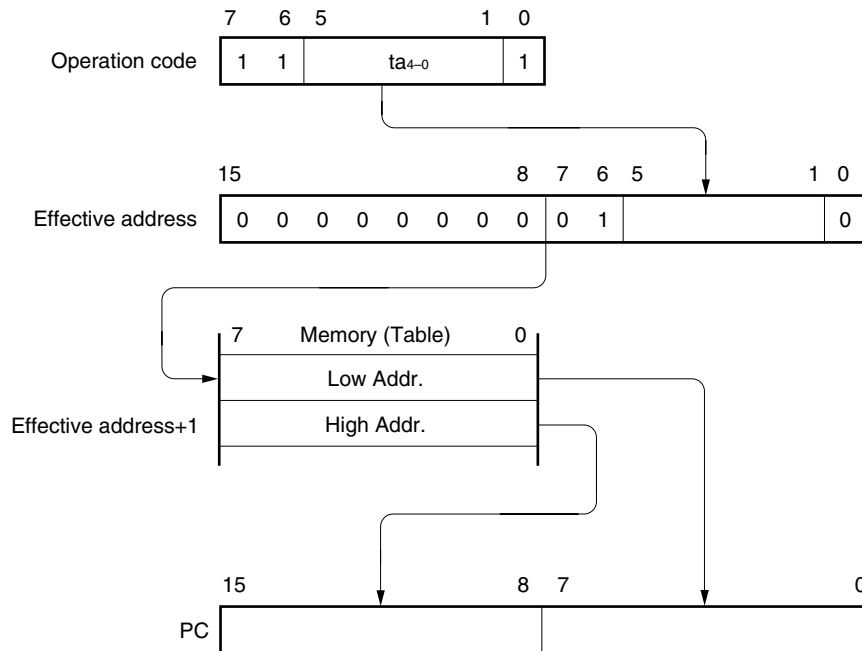 7 6 5 1 0
Operation code 1 1 ta4–0 1
15 8 7 6 5 1 0
Effective address 0 0 0 0 0 0 0 0 0 1 0
7 Memory (Table) 0
Low Addr.
Effective address+1 High Addr.
15 8 7 0
PC